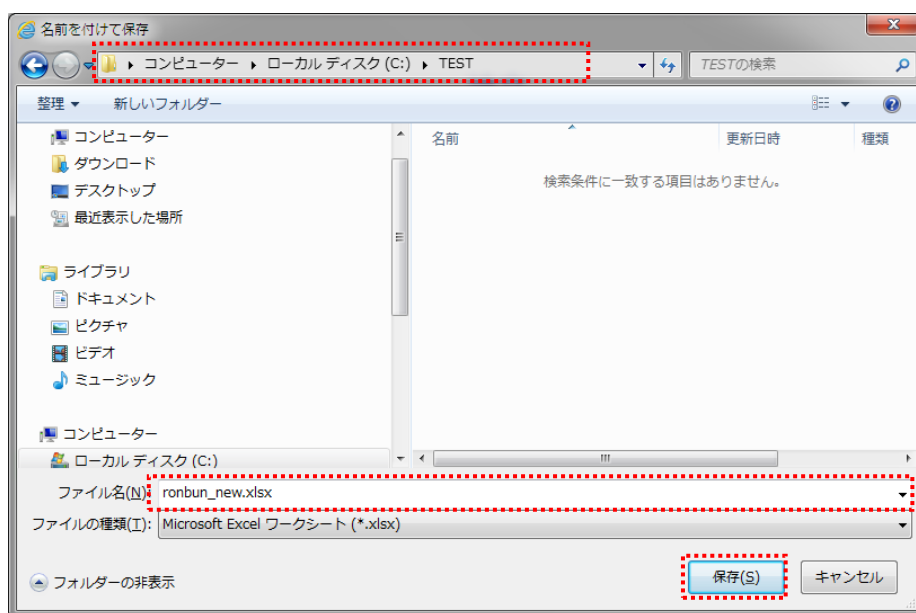 名前を付けて保存
コンピューター ▸ ローカル ディスク (C:) ▸ TEST
TESTの検索
整理 新しいフォルダー
コンピューター
ダウンロード
デスクトップ
最近表示した場所
ライブラリ
ドキュメント
ピクチャ
ビデオ
ミュージック
コンピューター
ローカル ディスク (C:)
名前 更新日時 種類
検索条件に一致する項目はありません。
ファイル名(N): ronbun_new.xlsx
ファイルの種類(T): Microsoft Excel ワークシート (*.xlsx)
フォルダーの非表示
保存(S) キャンセル